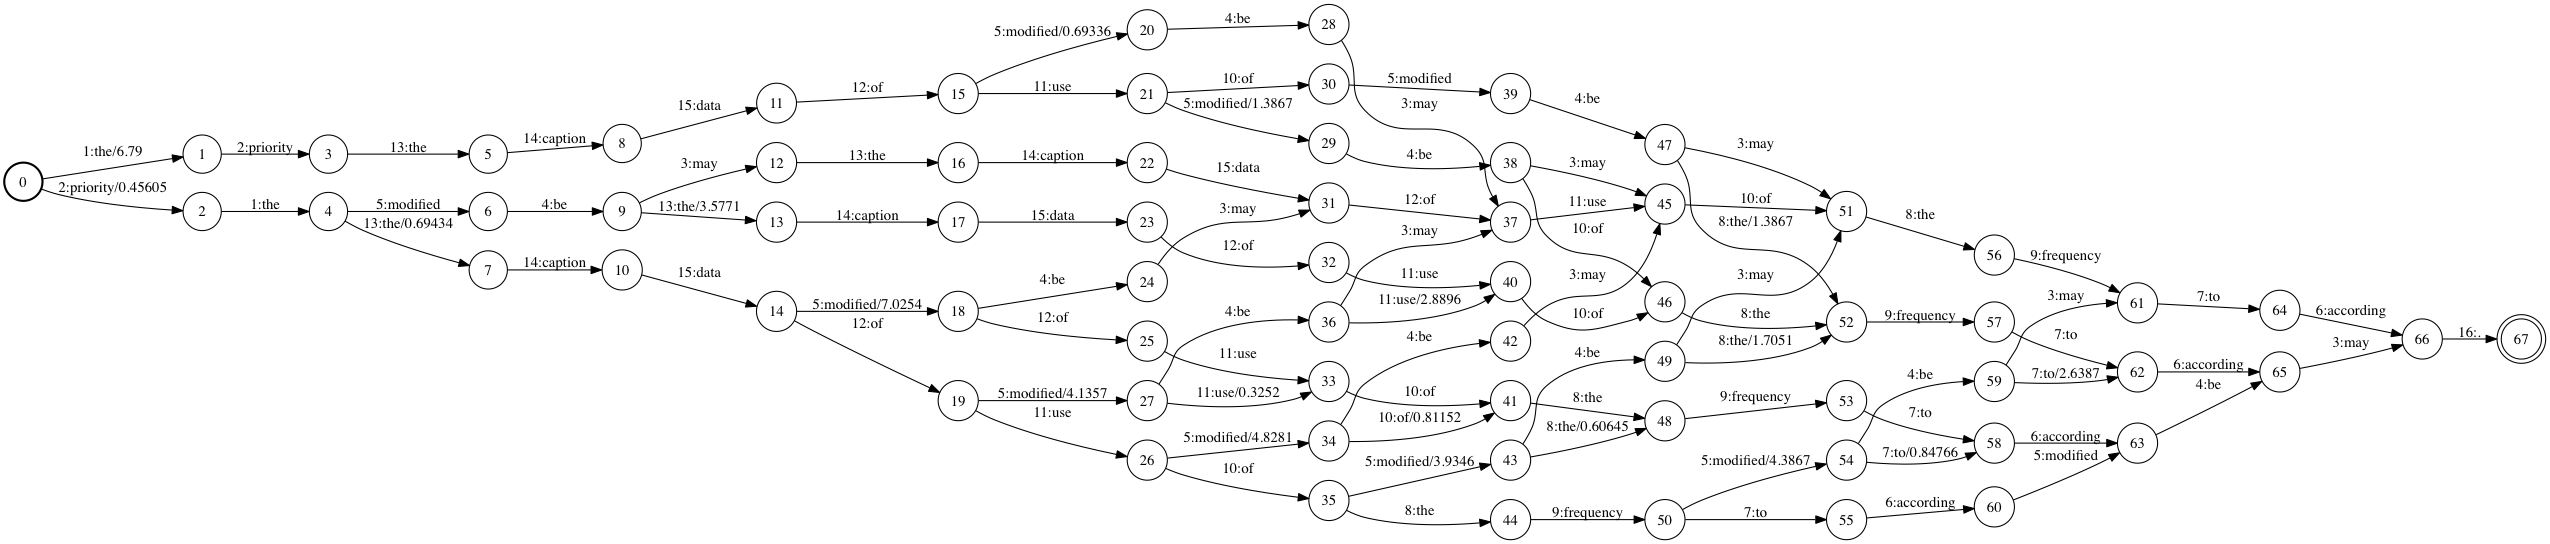 0
1:the/6.79
2:priority/0.45605
1
2:priority
3
13:the
5
14:caption
8
15:data
11
12:of
15
5:modified/0.69336
20
4:be
28
3:may
11:use
21
10:of
30
5:modified
39
4:be
47
3:may
8:the/1.3867
5:modified/1.3867
29
4:be
38
3:may
10:of
2
1:the
4
5:modified
6
4:be
9
3:may
12
13:the
16
14:caption
22
15:data
31
12:of
37
11:use
45
10:of
51
8:the
56
9:frequency
61
7:to
64
6:according
66
16:.
67
13:the/3.5771
13
14:caption
17
15:data
23
12:of
32
11:use
40
10:of
46
8:the
52
9:frequency
57
7:to
62
6:according
65
3:may
13:the/0.69434
7
14:caption
10
15:data
14
5:modified/7.0254
18
4:be
24
3:may
12:of
25
11:use
33
10:of
41
8:the
48
9:frequency
53
7:to
58
6:according
63
4:be
12:of
19
5:modified/4.1357
27
4:be
36
3:may
11:use/2.8896
11:use/0.3252
11:use
26
5:modified/4.8281
34
4:be
42
3:may
10:of/0.81152
10:of
35
5:modified/3.9346
43
4:be
49
3:may
8:the/1.7051
8:the/0.60645
8:the
44
9:frequency
50
5:modified/4.3867
54
4:be
59
3:may
7:to/2.6387
7:to/0.84766
7:to
55
6:according
60
5:modified